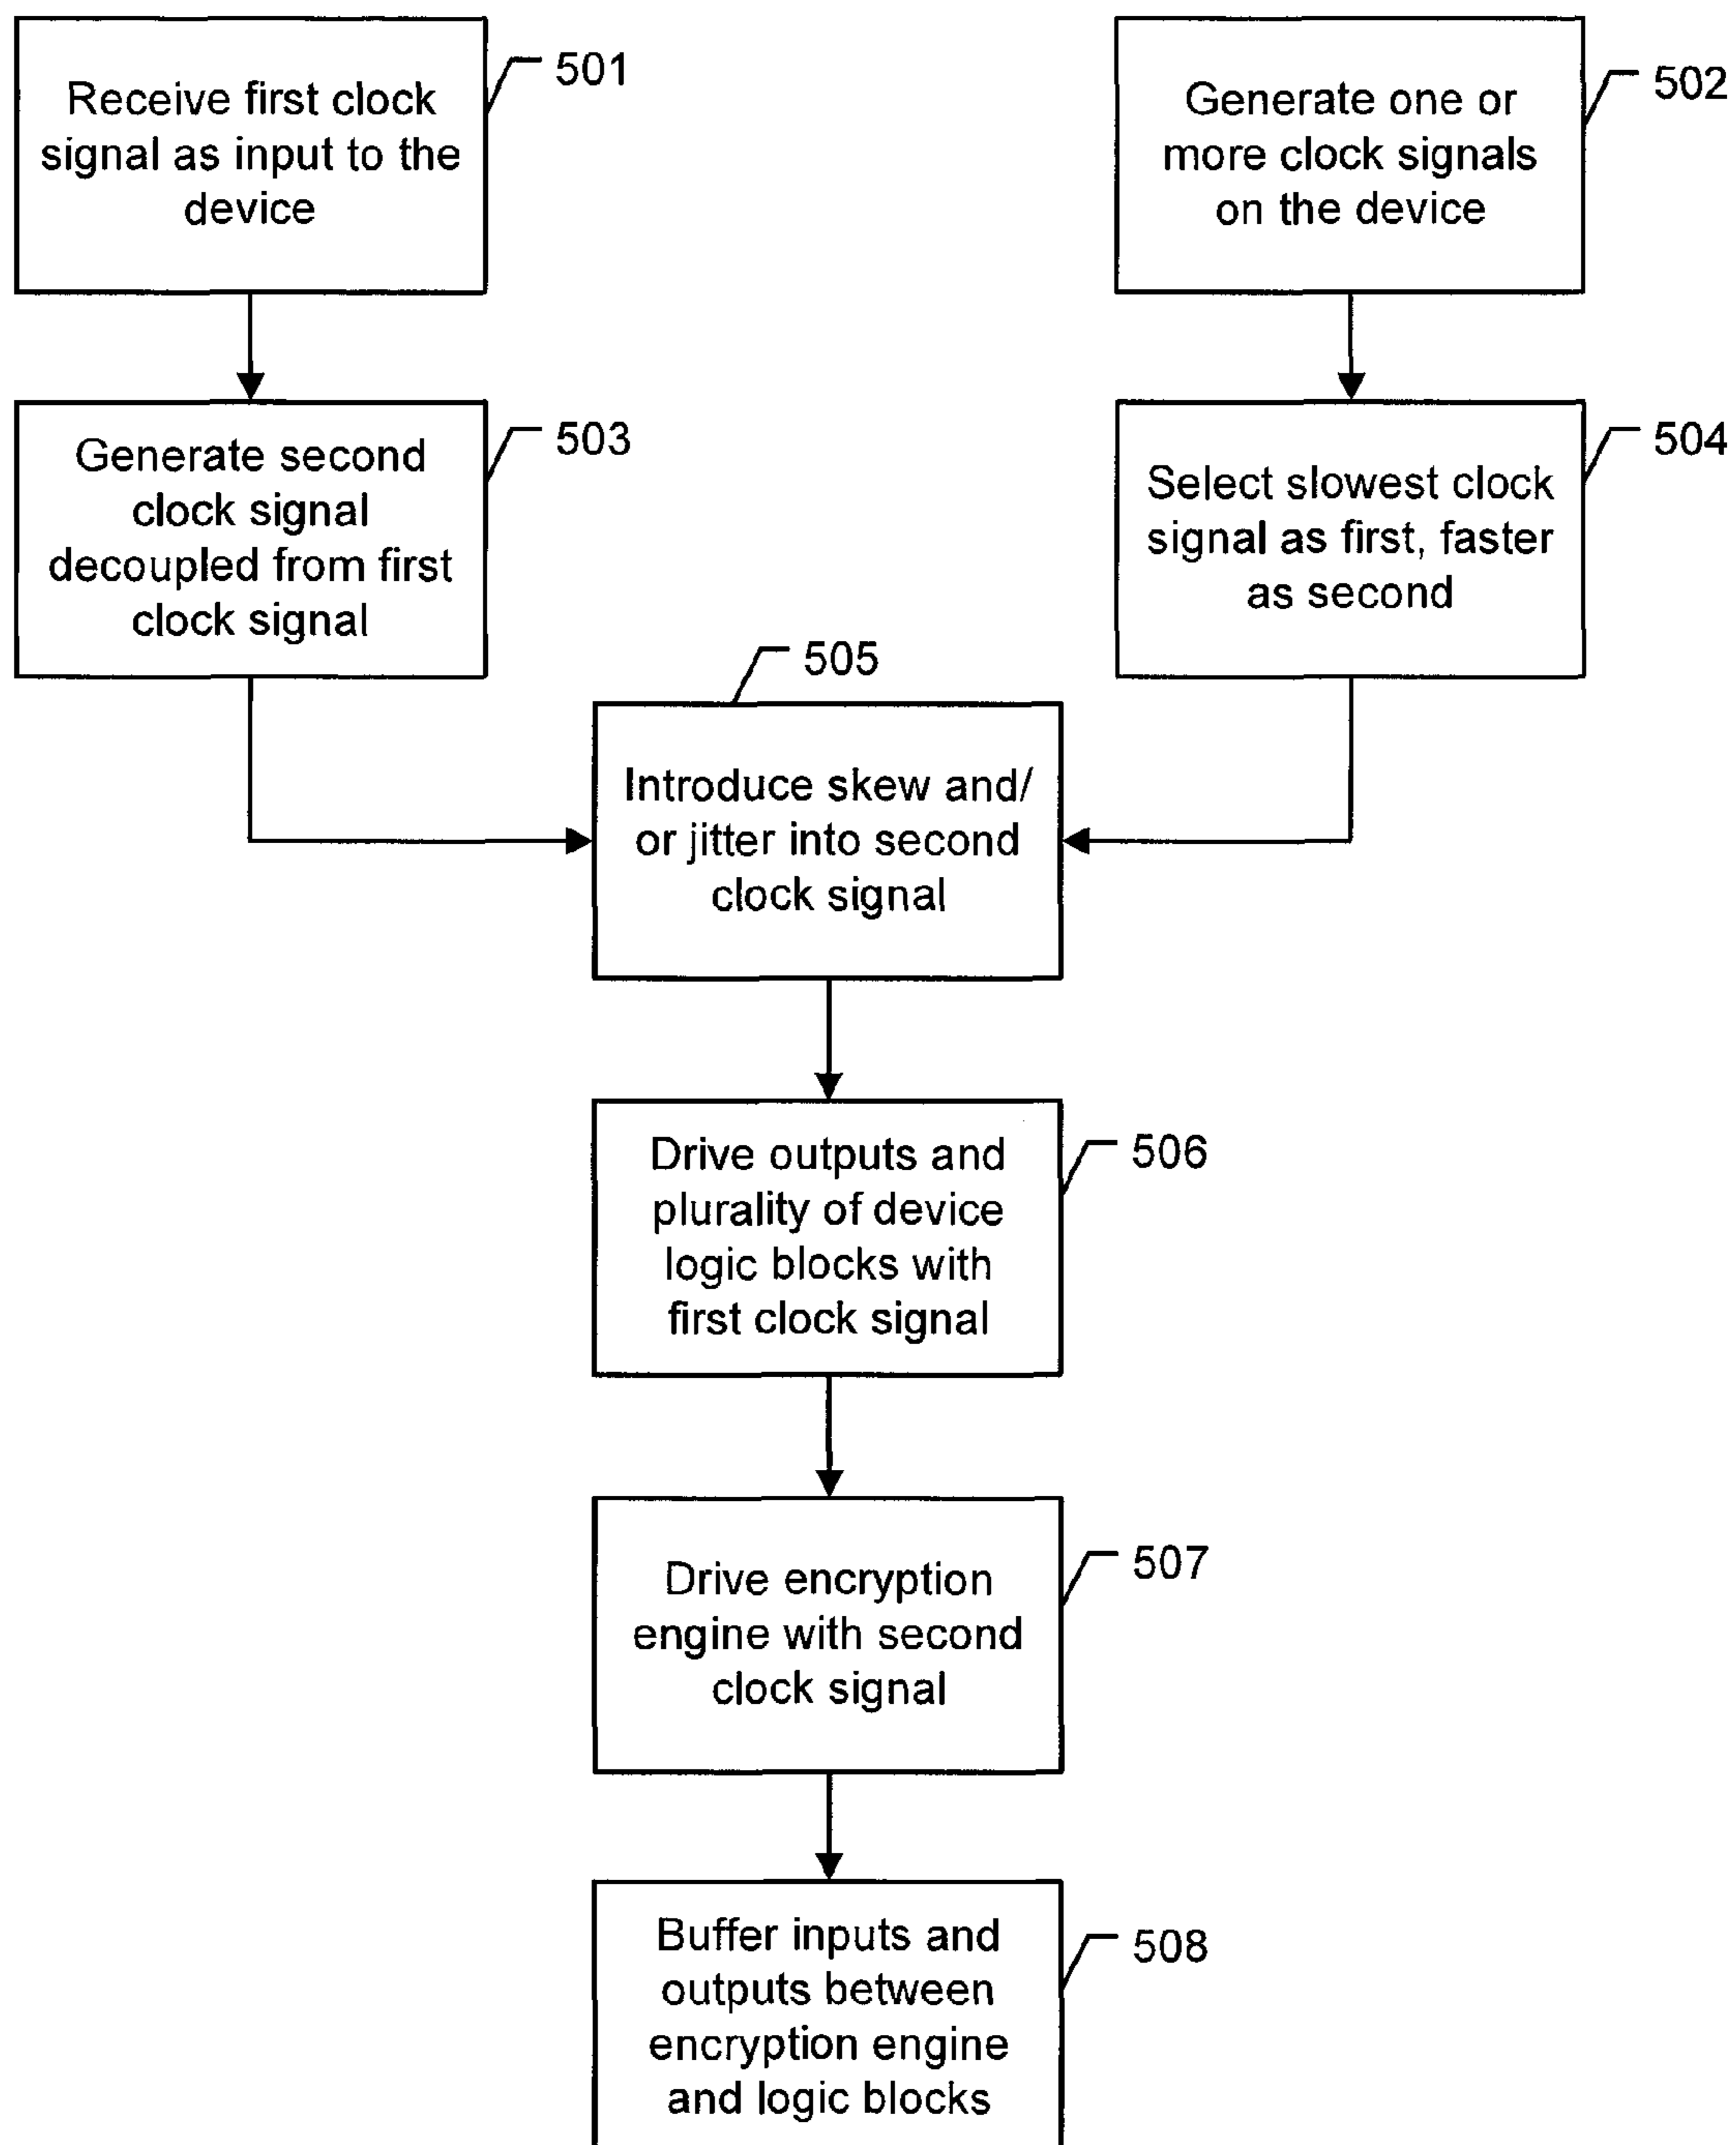 Receive first clock
signal as input to the
device
501
Generate one or
more clock signals
on the device
502
Generate second
clock signal
decoupled from first
clock signal
503
Select slowest clock
signal as first, faster
as second
504
Introduce skew and/
or jitter into second
clock signal
505
Drive outputs and
plurality of device
logic blocks with
first clock signal
506
Drive encryption
engine with second
clock signal
507
Buffer inputs and
outputs between
encryption engine
and logic blocks
508